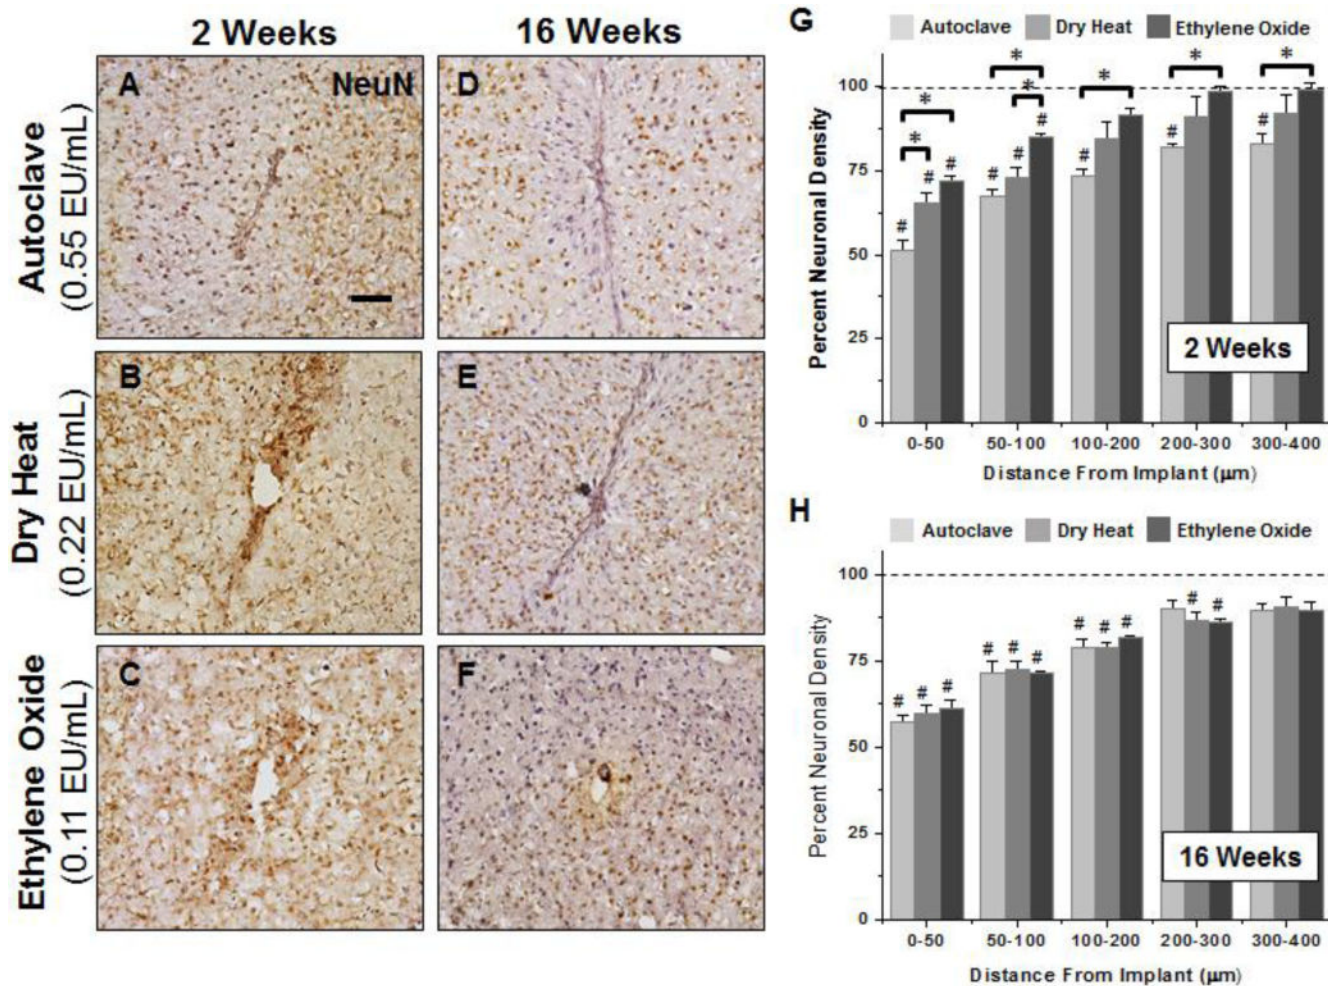 2 Weeks
16 Weeks
Autoclave
(0.55 EU/mL)
A
NeuN
D
Dry Heat
(0.22 EU/mL)
B
E
Ethylene Oxide
(0.11 EU/mL)
C
F
G
Autoclave Dry Heat Ethylene Oxide
Percent Neuronal Density
100
75
50
25
0
* * * * * * *
# # # # # # # #
2 Weeks
0-50 50-100 100-200 200-300 300-400
Distance From Implant (µm)
H
Autoclave Dry Heat Ethylene Oxide
Percent Neuronal Density
100
75
50
25
0
# # # # # # # # # # #
16 Weeks
0-50 50-100 100-200 200-300 300-400
Distance From Implant (µm)